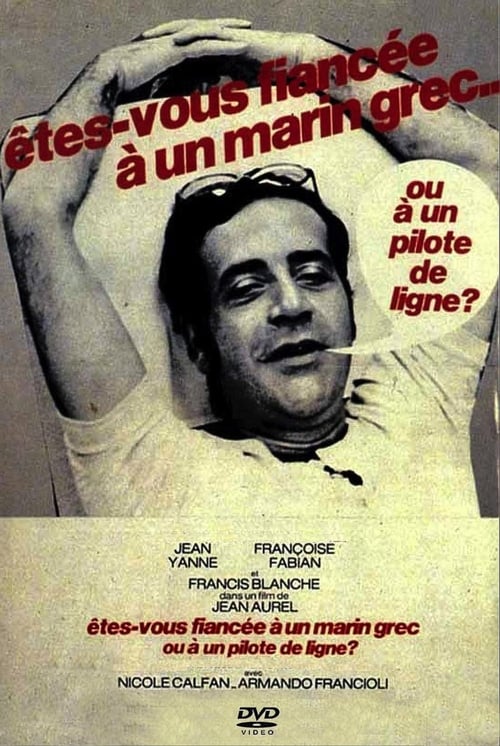 êtes-vous fiancée
à un marin grec...
ou
à un
pilote
de
ligne?
JEAN YANNE
FRANÇOISE FABIAN
et
FRANCIS BLANCHE
dans un film de
JEAN AUREL
êtes-vous fiancée à un marin grec
ou à un pilote de ligne?
avec
NICOLE CALFAN_ARMANDO FRANCIOLI
DVD
VIDEO